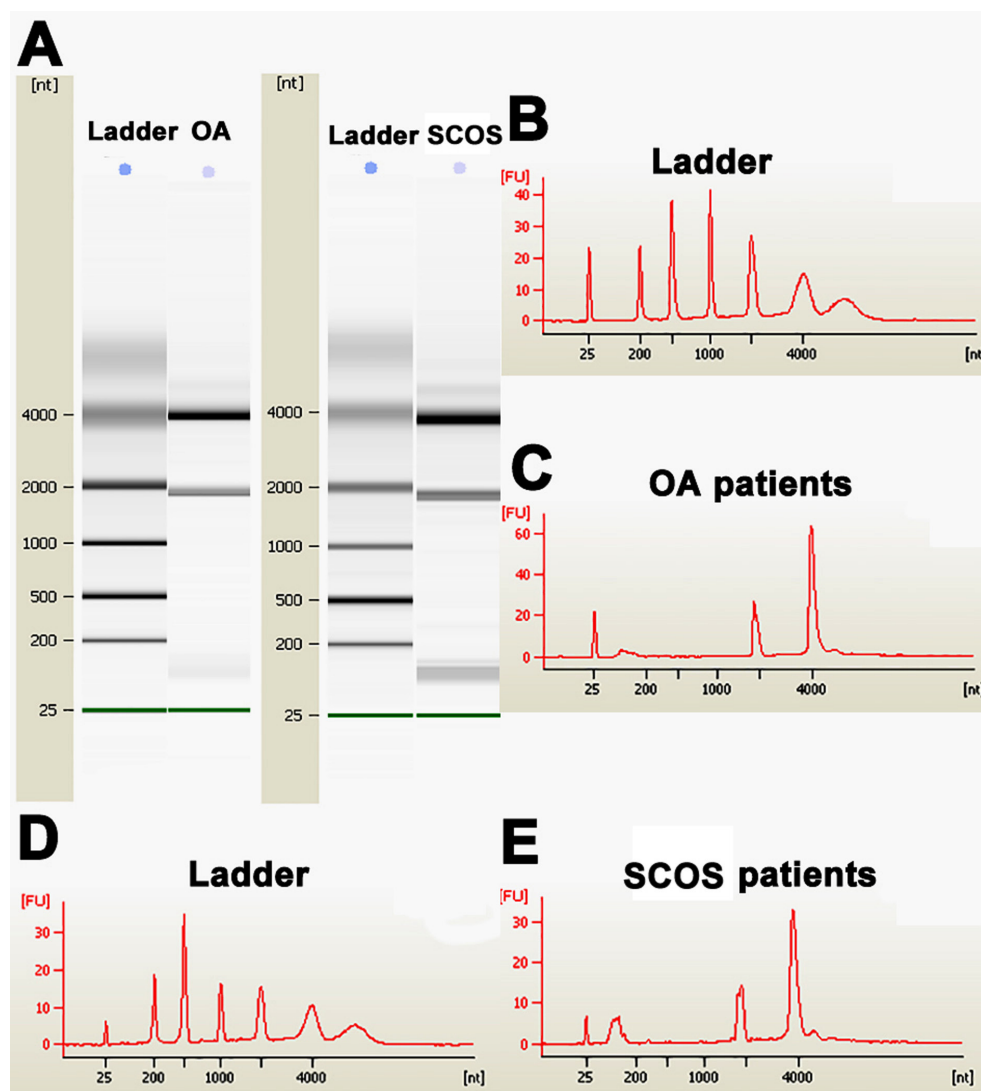 A
[nt]
Ladder OA
4000
2000
1000
500
200
25
[nt]
Ladder SCOS
4000
2000
1000
500
200
25
B
Ladder
[FU]
40
30
20
10
0
25 200 1000 4000 [nt
C
OA patients
[FU]
60
40
20
0
25 200 1000 4000 [nt
D
Ladder
[FU]
30
20
10
0
25 200 1000 4000 [nt]
E
SCOS patients
[FU]
30
20
10
0
25 200 1000 4000 [nt]